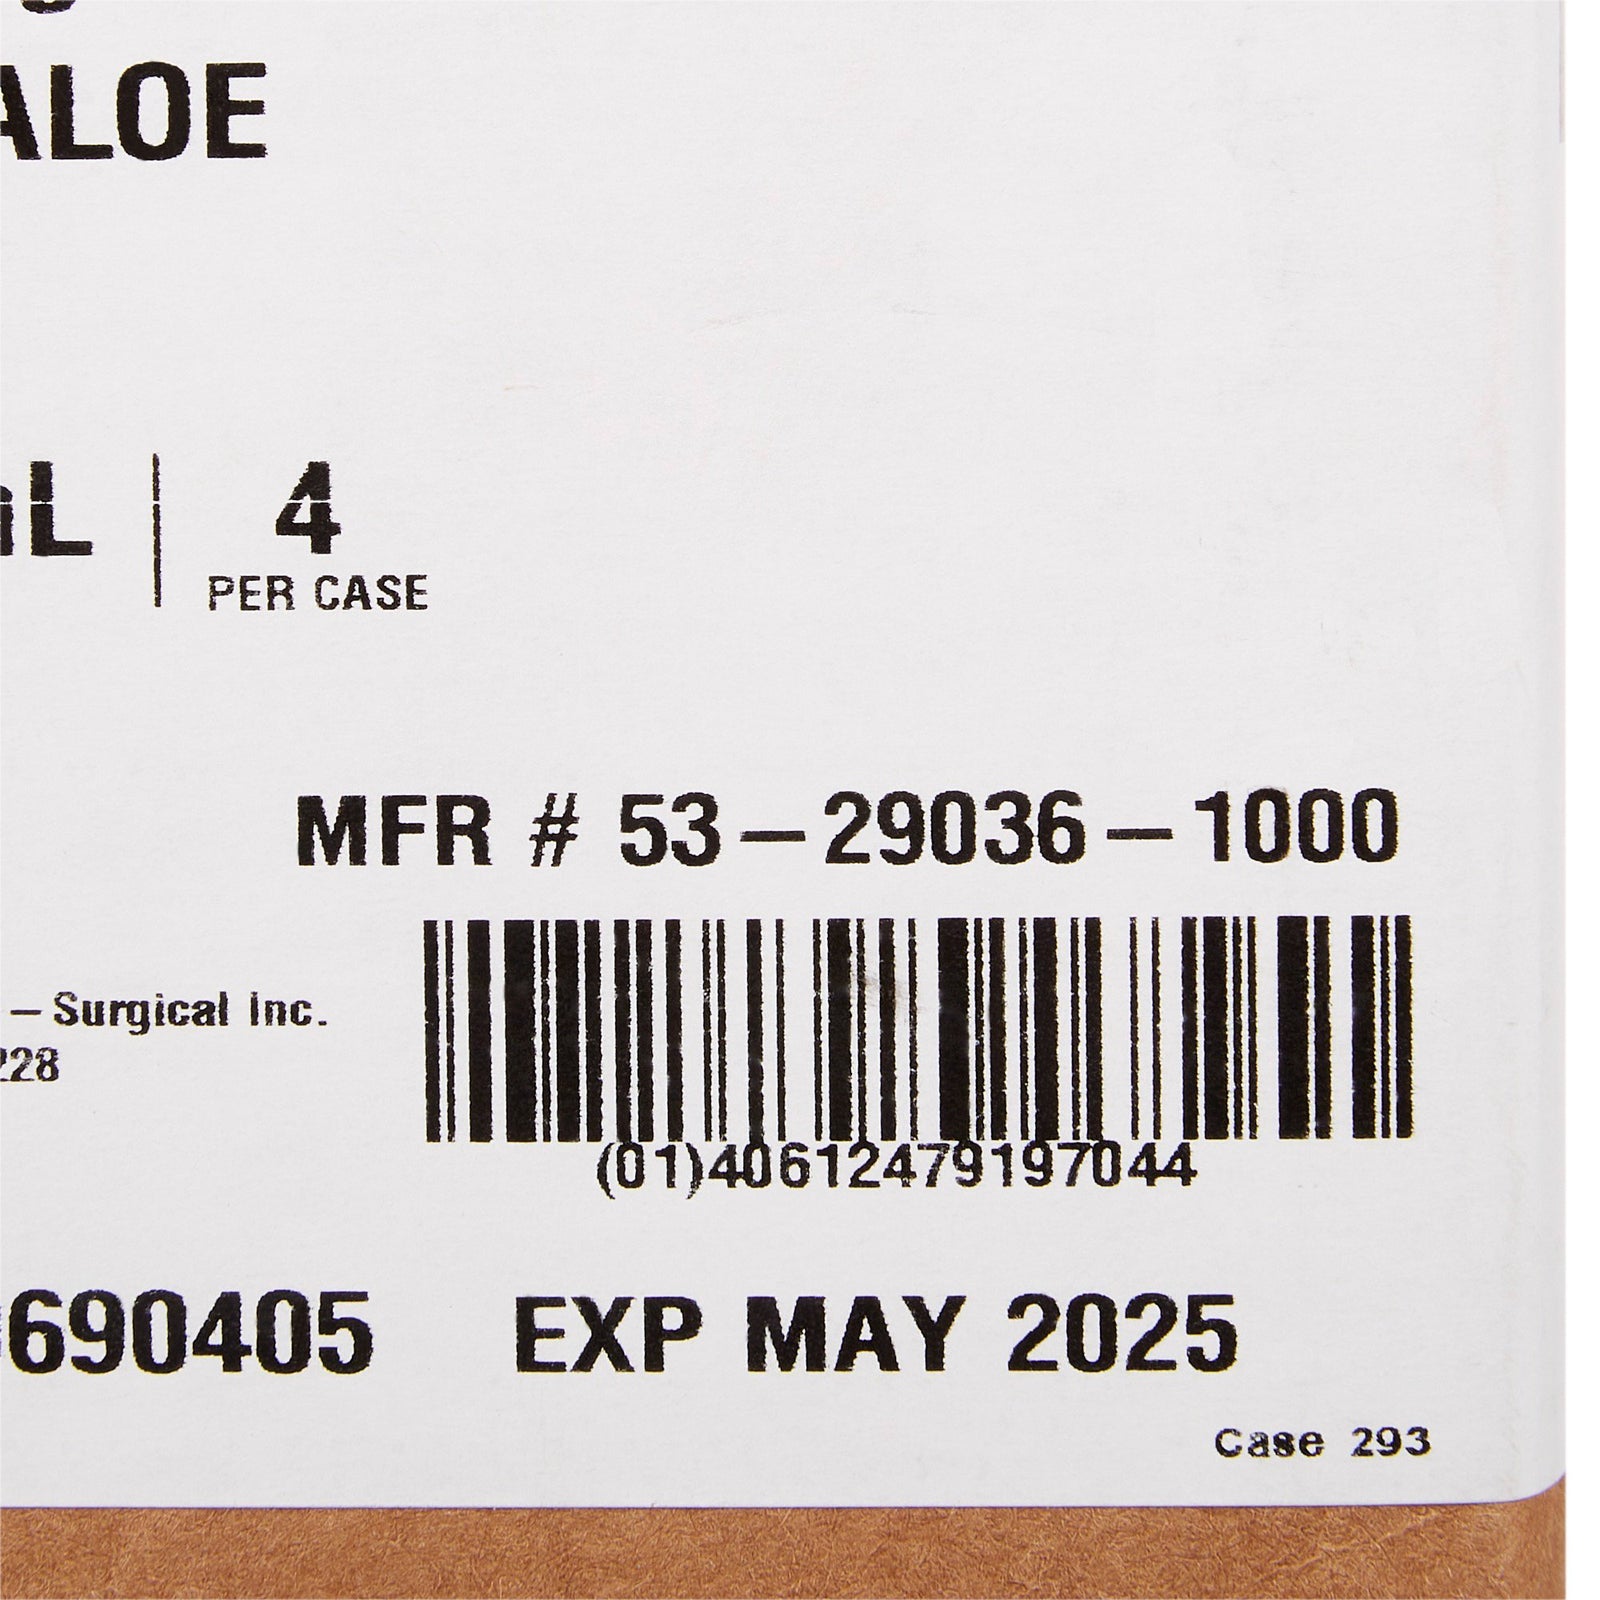 ALOE
mL | 4
PER CASE
MFR # 53-29036-1000
-Surgical Inc.
228
(01)40612479197044
690405 EXP MAY 2025
Case 293